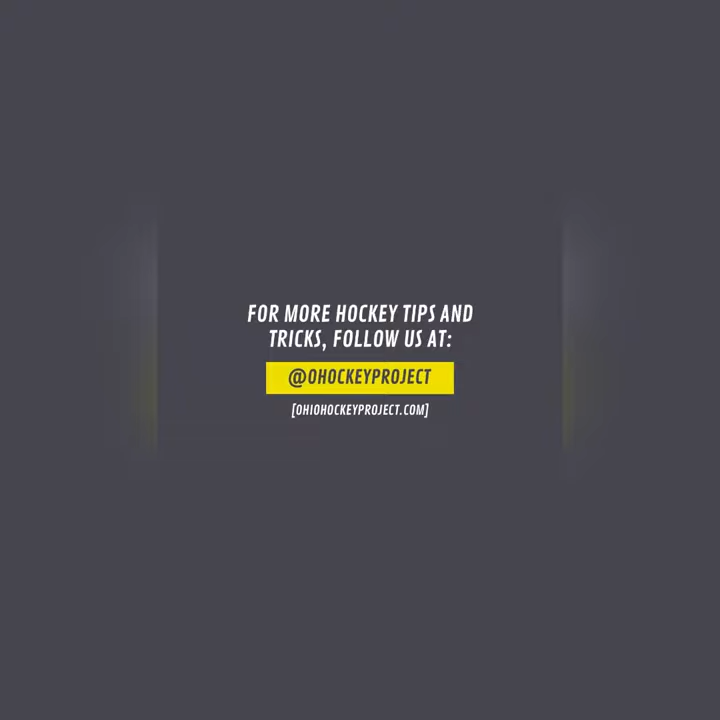 FOR MORE HOCKEY TIPS AND
TRICKS, FOLLOW US AT:
@OHOCKEYPROJECT
[OHIOHOCKEYPROJECT.COM]